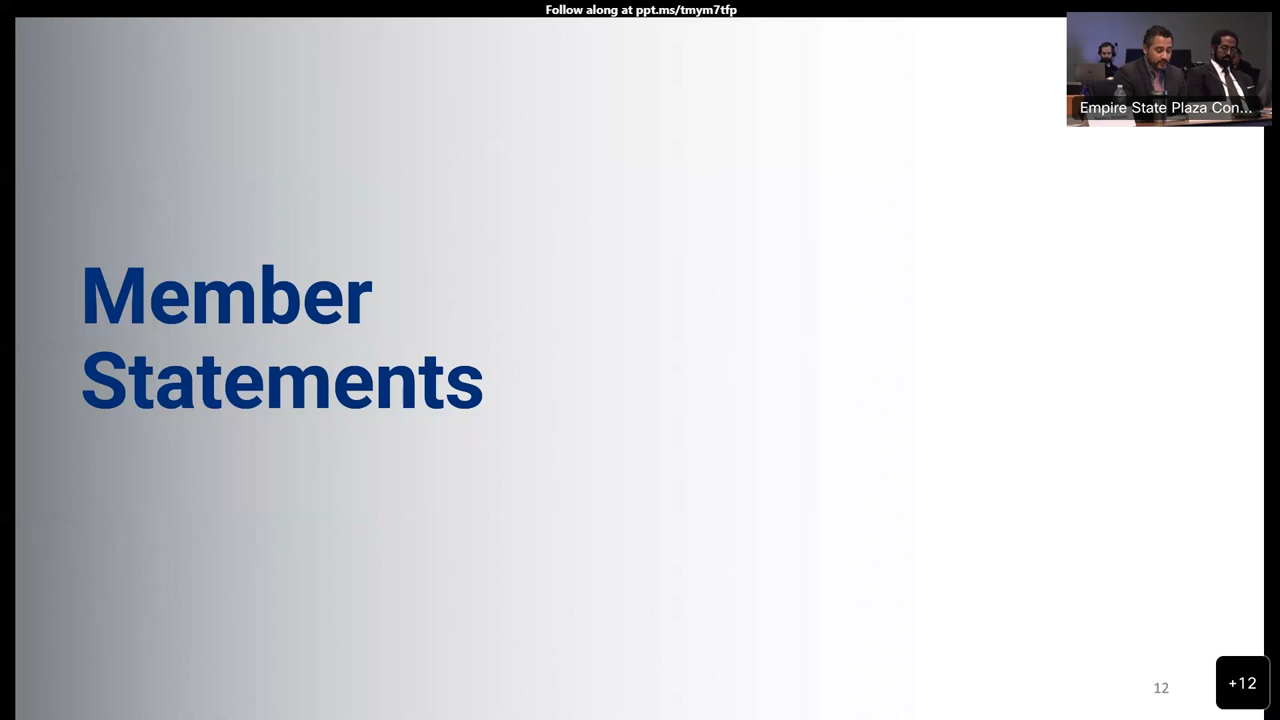 Follow along at ppt.ms/tmym7tfp
Empire State Plaza Con...
Member
Statements
12
+12